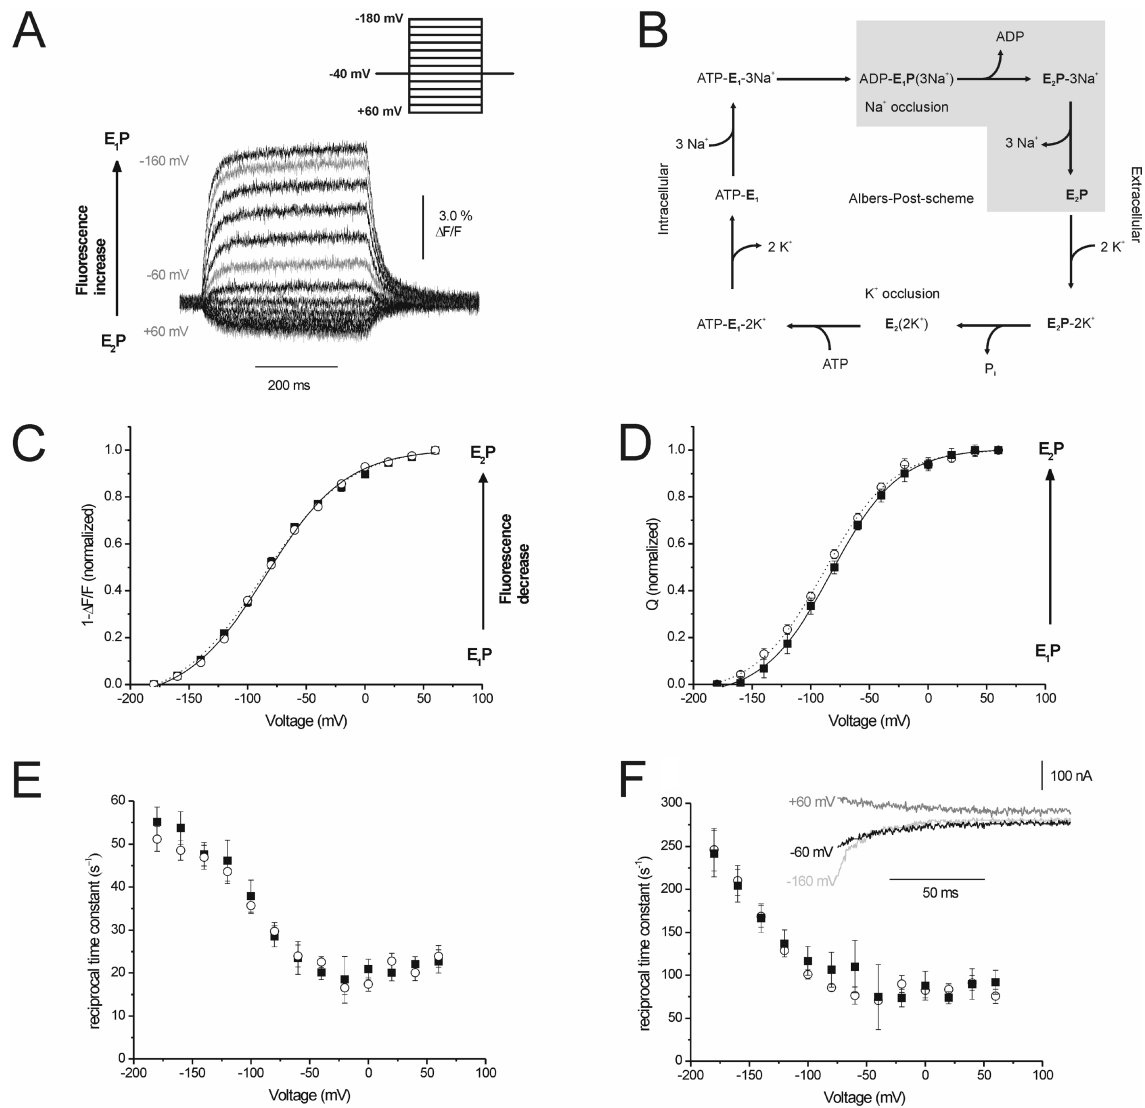 A
-180 mV
-40 mV
+60 mV
E1P
-160 mV
3.0 %
ΔF/F
Fluorescence
increase
-60 mV
+60 mV
E2P
200 ms
B
ADP
ATP-E1-3Na+
ADP-E1P(3Na+)
E2P-3Na+
Na+ occlusion
3 Na+
3 Na+
Intracellular
ATP-E1
Albers-Post-scheme
E2P
Extracellular
2 K+
2 K+
K+ occlusion
ATP-E1-2K+
E2(2K+)
E2P-2K+
ATP
Pi
C
1.0
0.8
0.6
0.4
0.2
0.0
1-ΔF/F (normalized)
-200 -150 -100 -50 0 50 100
Voltage (mV)
E2P
Fluorescence
decrease
E1P
D
1.0
0.8
0.6
0.4
0.2
0.0
Q (normalized)
-200 -150 -100 -50 0 50 100
Voltage (mV)
E2P
E1P
E
60
50
40
30
20
10
0
reciprocal time constant (s-1)
-200 -150 -100 -50 0 50 100
Voltage (mV)
F
100 nA
+60 mV
-60 mV
-160 mV
50 ms
300
250
200
150
100
50
0
reciprocal time constant (s-1)
-200 -150 -100 -50 0 50 100
Voltage (mV)